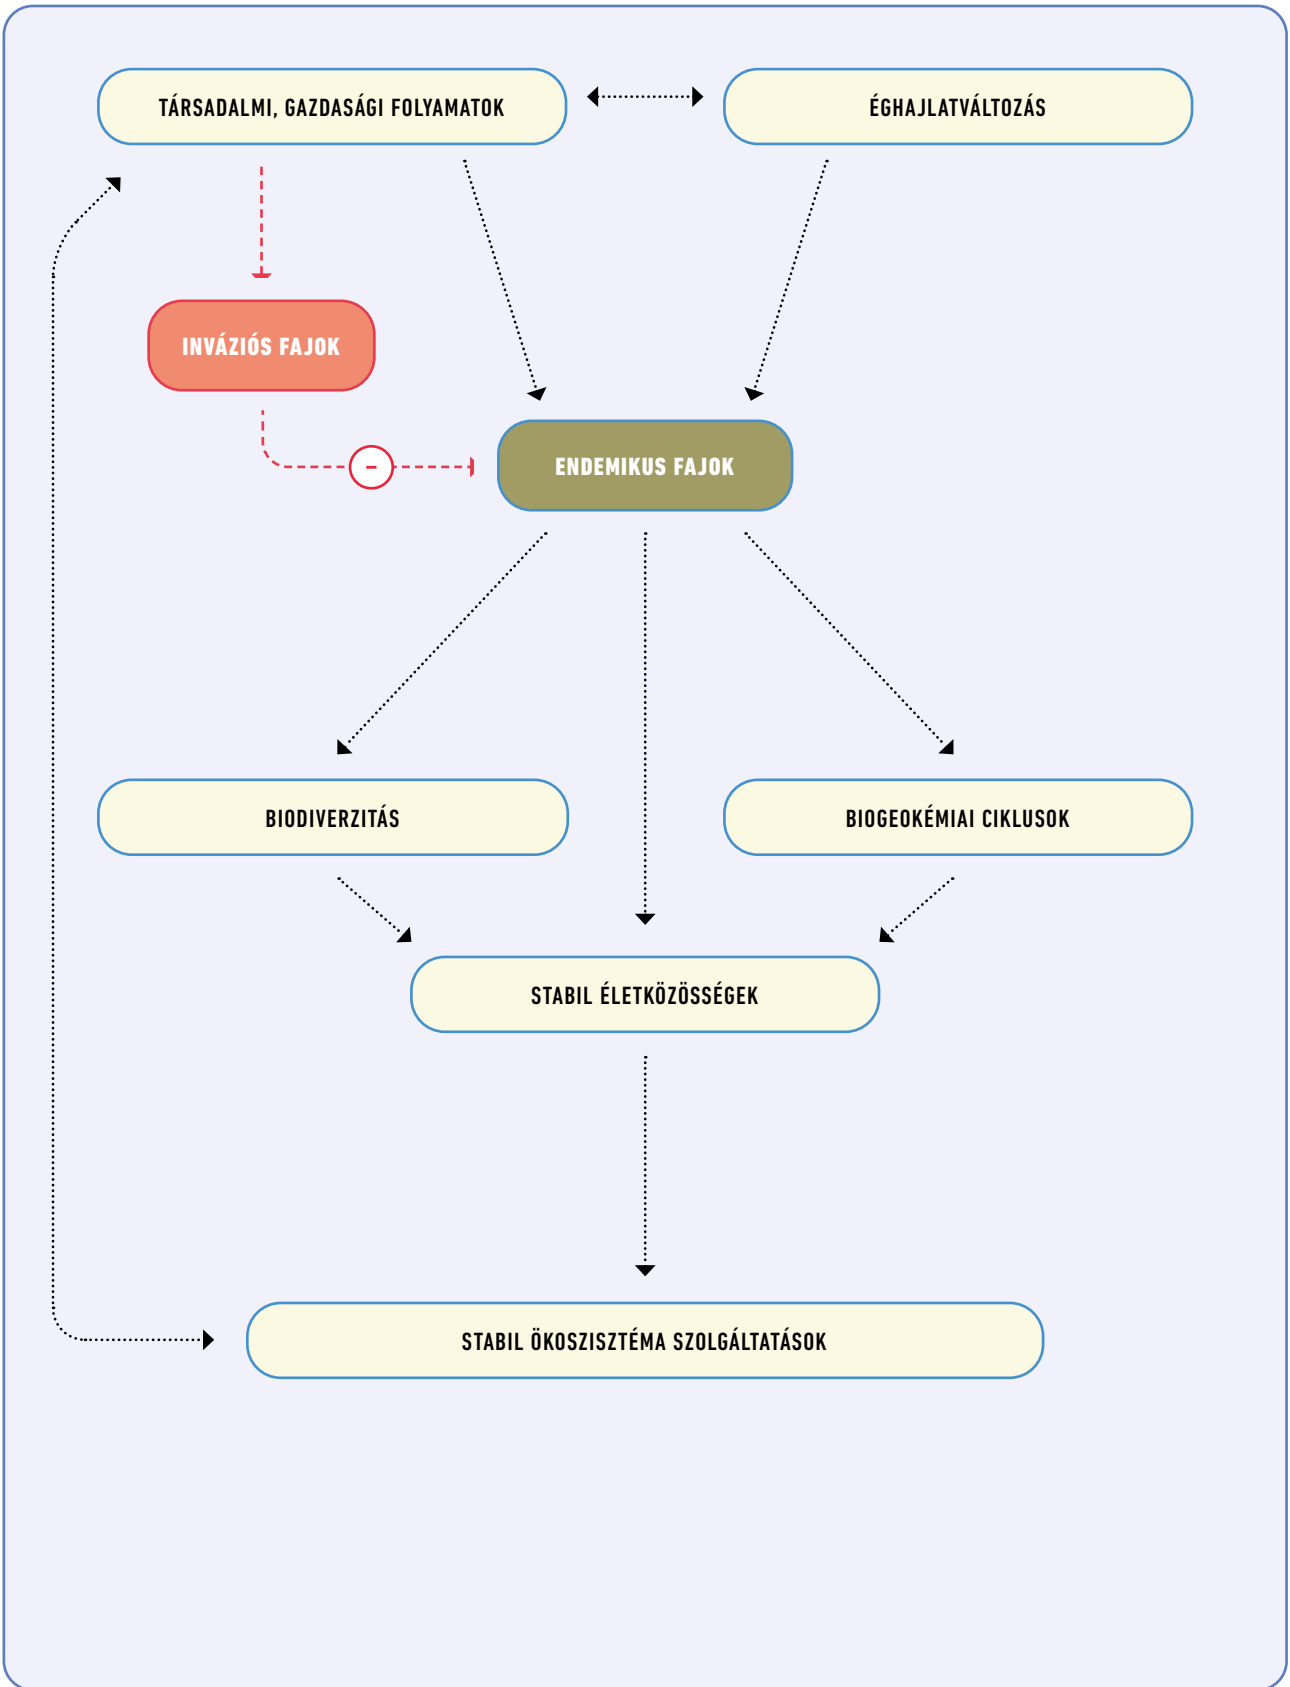 TÁRSADALMI, GAZDASÁGI FOLYAMATOK
ÉGHAJLATVÁLTOZÁS
INVÁZIÓS FAJOK
-
ENDEMIKUS FAJOK
BIODIVERZITÁS
BIOGEOKÉMIAI CIKLUSOK
STABIL ÉLETKÖZÖSSÉGEK
STABIL ÖKOSZISZTÉMA SZOLGÁLTATÁSOK